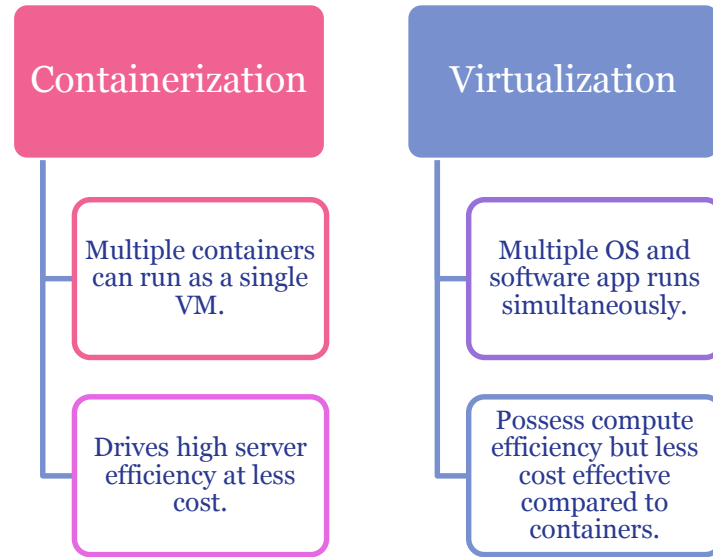 Containerization
Multiple containers
can run as a single
VM.
Drives high server
efficiency at less
cost.
Virtualization
Multiple OS and
software app runs
simultaneously.
Possess compute
efficiency but less
cost effective
compared to
containers.